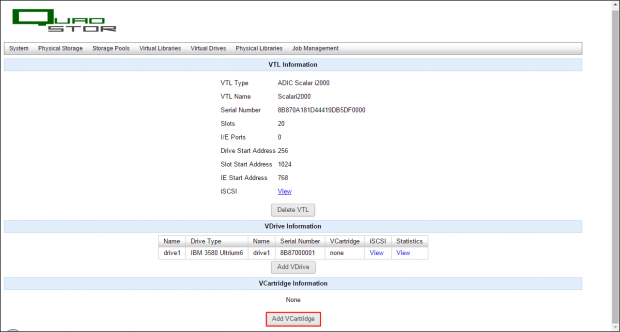 QUAD
STOR
System Physical Storage Storage Pools Virtual Libraries Virtual Drives Physical Libraries Job Management
VTL Information
VTL Type ADIC Scalar i2000
VTL Name Scalari2000
Serial Number 8B870A181D44419DB5DF0000
Slots 20
I/E Ports 0
Drive Start Address 256
Slot Start Address 1024
IE Start Address 768
iSCSI View
Delete VTL
VDrive Information
Name Drive Type Name Serial Number VCartridge iSCSI Statistics
drive1 IBM 3580 Ultrium6 drive1 8B87000001 none View View
Add VDrive
VCartridge Information
None
Add VCartridge